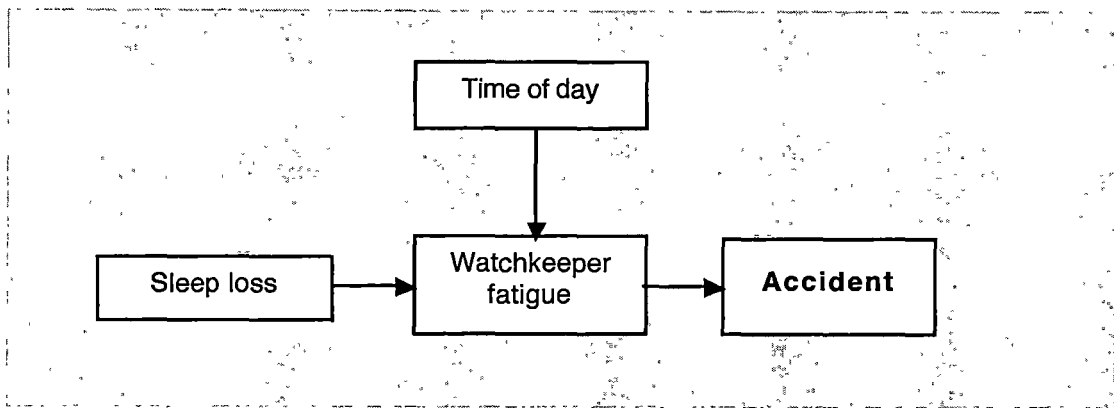 Time of day
Sleep loss
Watchkeeper
fatigue
Accident